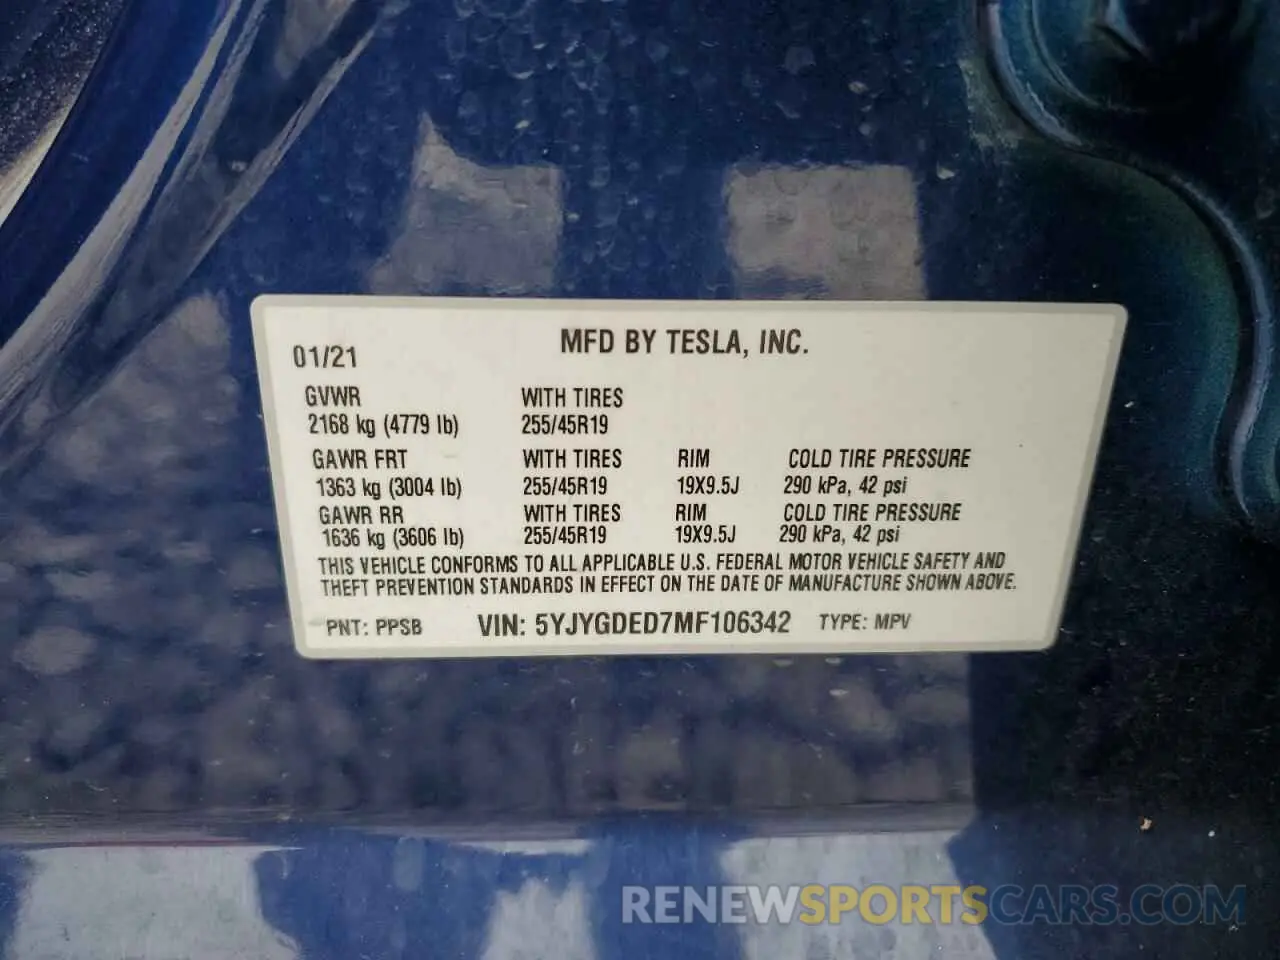 MFD BY TESLA, INC.
01/21
GVWR WITH TIRES
2168 kg (4779 lb) 255/45R19
GAWR FRT WITH TIRES RIM COLD TIRE PRESSURE
1363 kg (3004 lb) 255/45R19 19X9.5J 290 kPa, 42 psi
GAWR RR WITH TIRES RIM COLD TIRE PRESSURE
1636 kg (3606 lb) 255/45R19 19X9.5J 290 kPa, 42 psi
THIS VEHICLE CONFORMS TO ALL APPLICABLE U.S. FEDERAL MOTOR VEHICLE SAFETY AND
THEFT PREVENTION STANDARDS IN EFFECT ON THE DATE OF MANUFACTURE SHOWN ABOVE.
PNT: PPSB VIN: 5YJYGDED7MF106342 TYPE: MPV
RENEWSPORTSCARS.COM